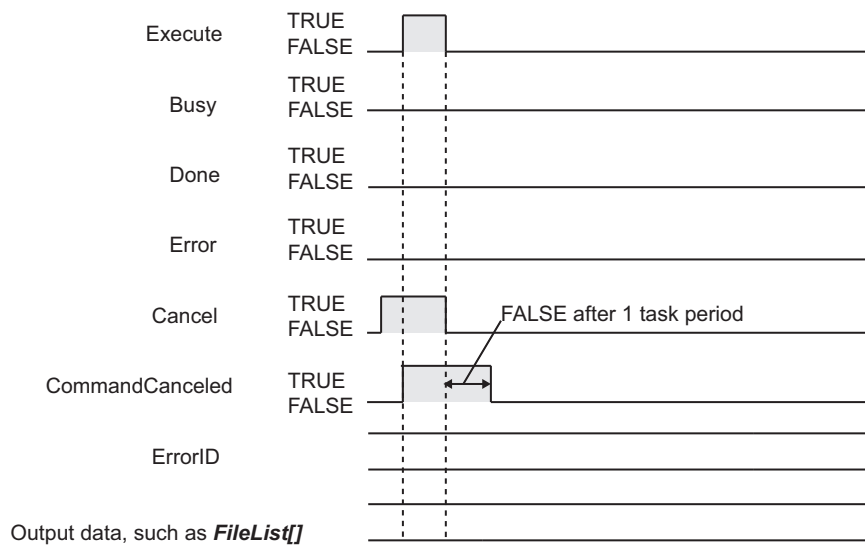 Execute
TRUE
FALSE
Busy
TRUE
FALSE
Done
TRUE
FALSE
Error
TRUE
FALSE
Cancel
TRUE
FALSE
FALSE after 1 task period
CommandCanceled
TRUE
FALSE
ErrorID
Output data, such as FileList[]